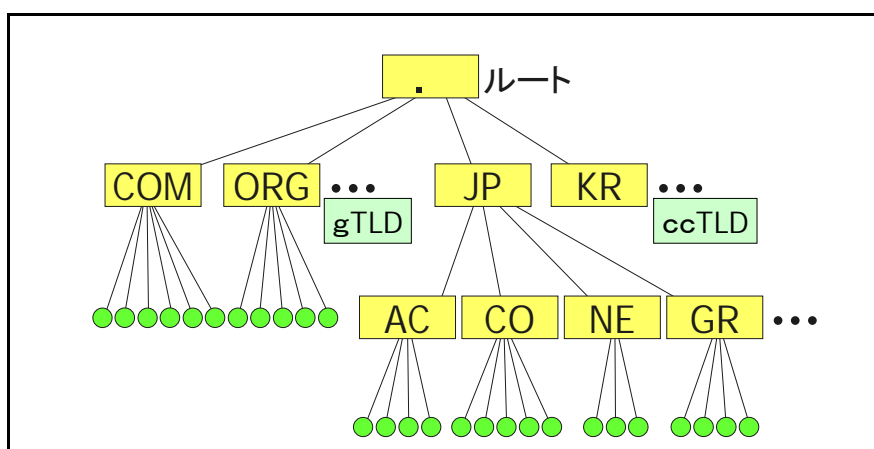 . ルート
COM ORG ••• JP KR •••
gTLD ccTLD
AC CO NE GR •••